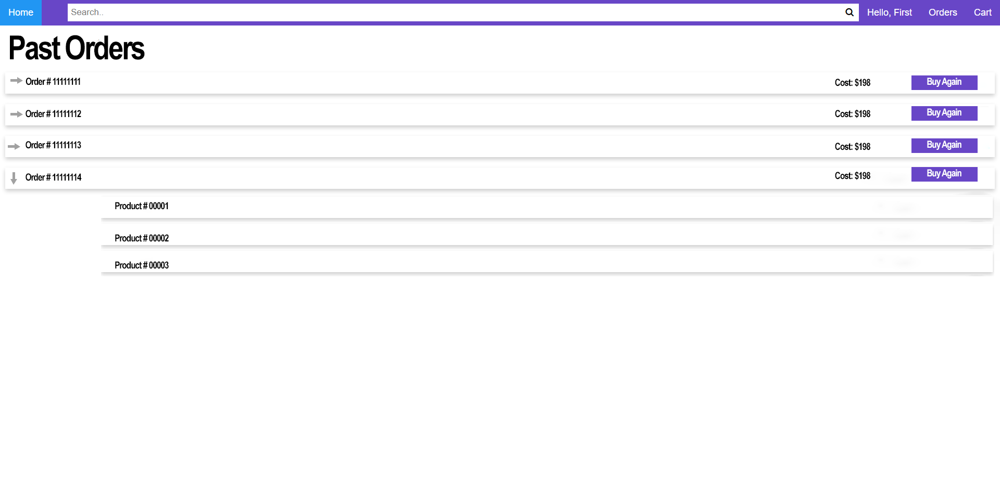 Home Search.. Hello, First Orders Cart
Past Orders
Order # 11111111 Cost: $198 Buy Again
Order # 11111112 Cost: $198 Buy Again
Order # 11111113 Cost: $198 Buy Again
Order # 11111114 Cost: $198 Buy Again
Product # 00001
Product # 00002
Product # 00003